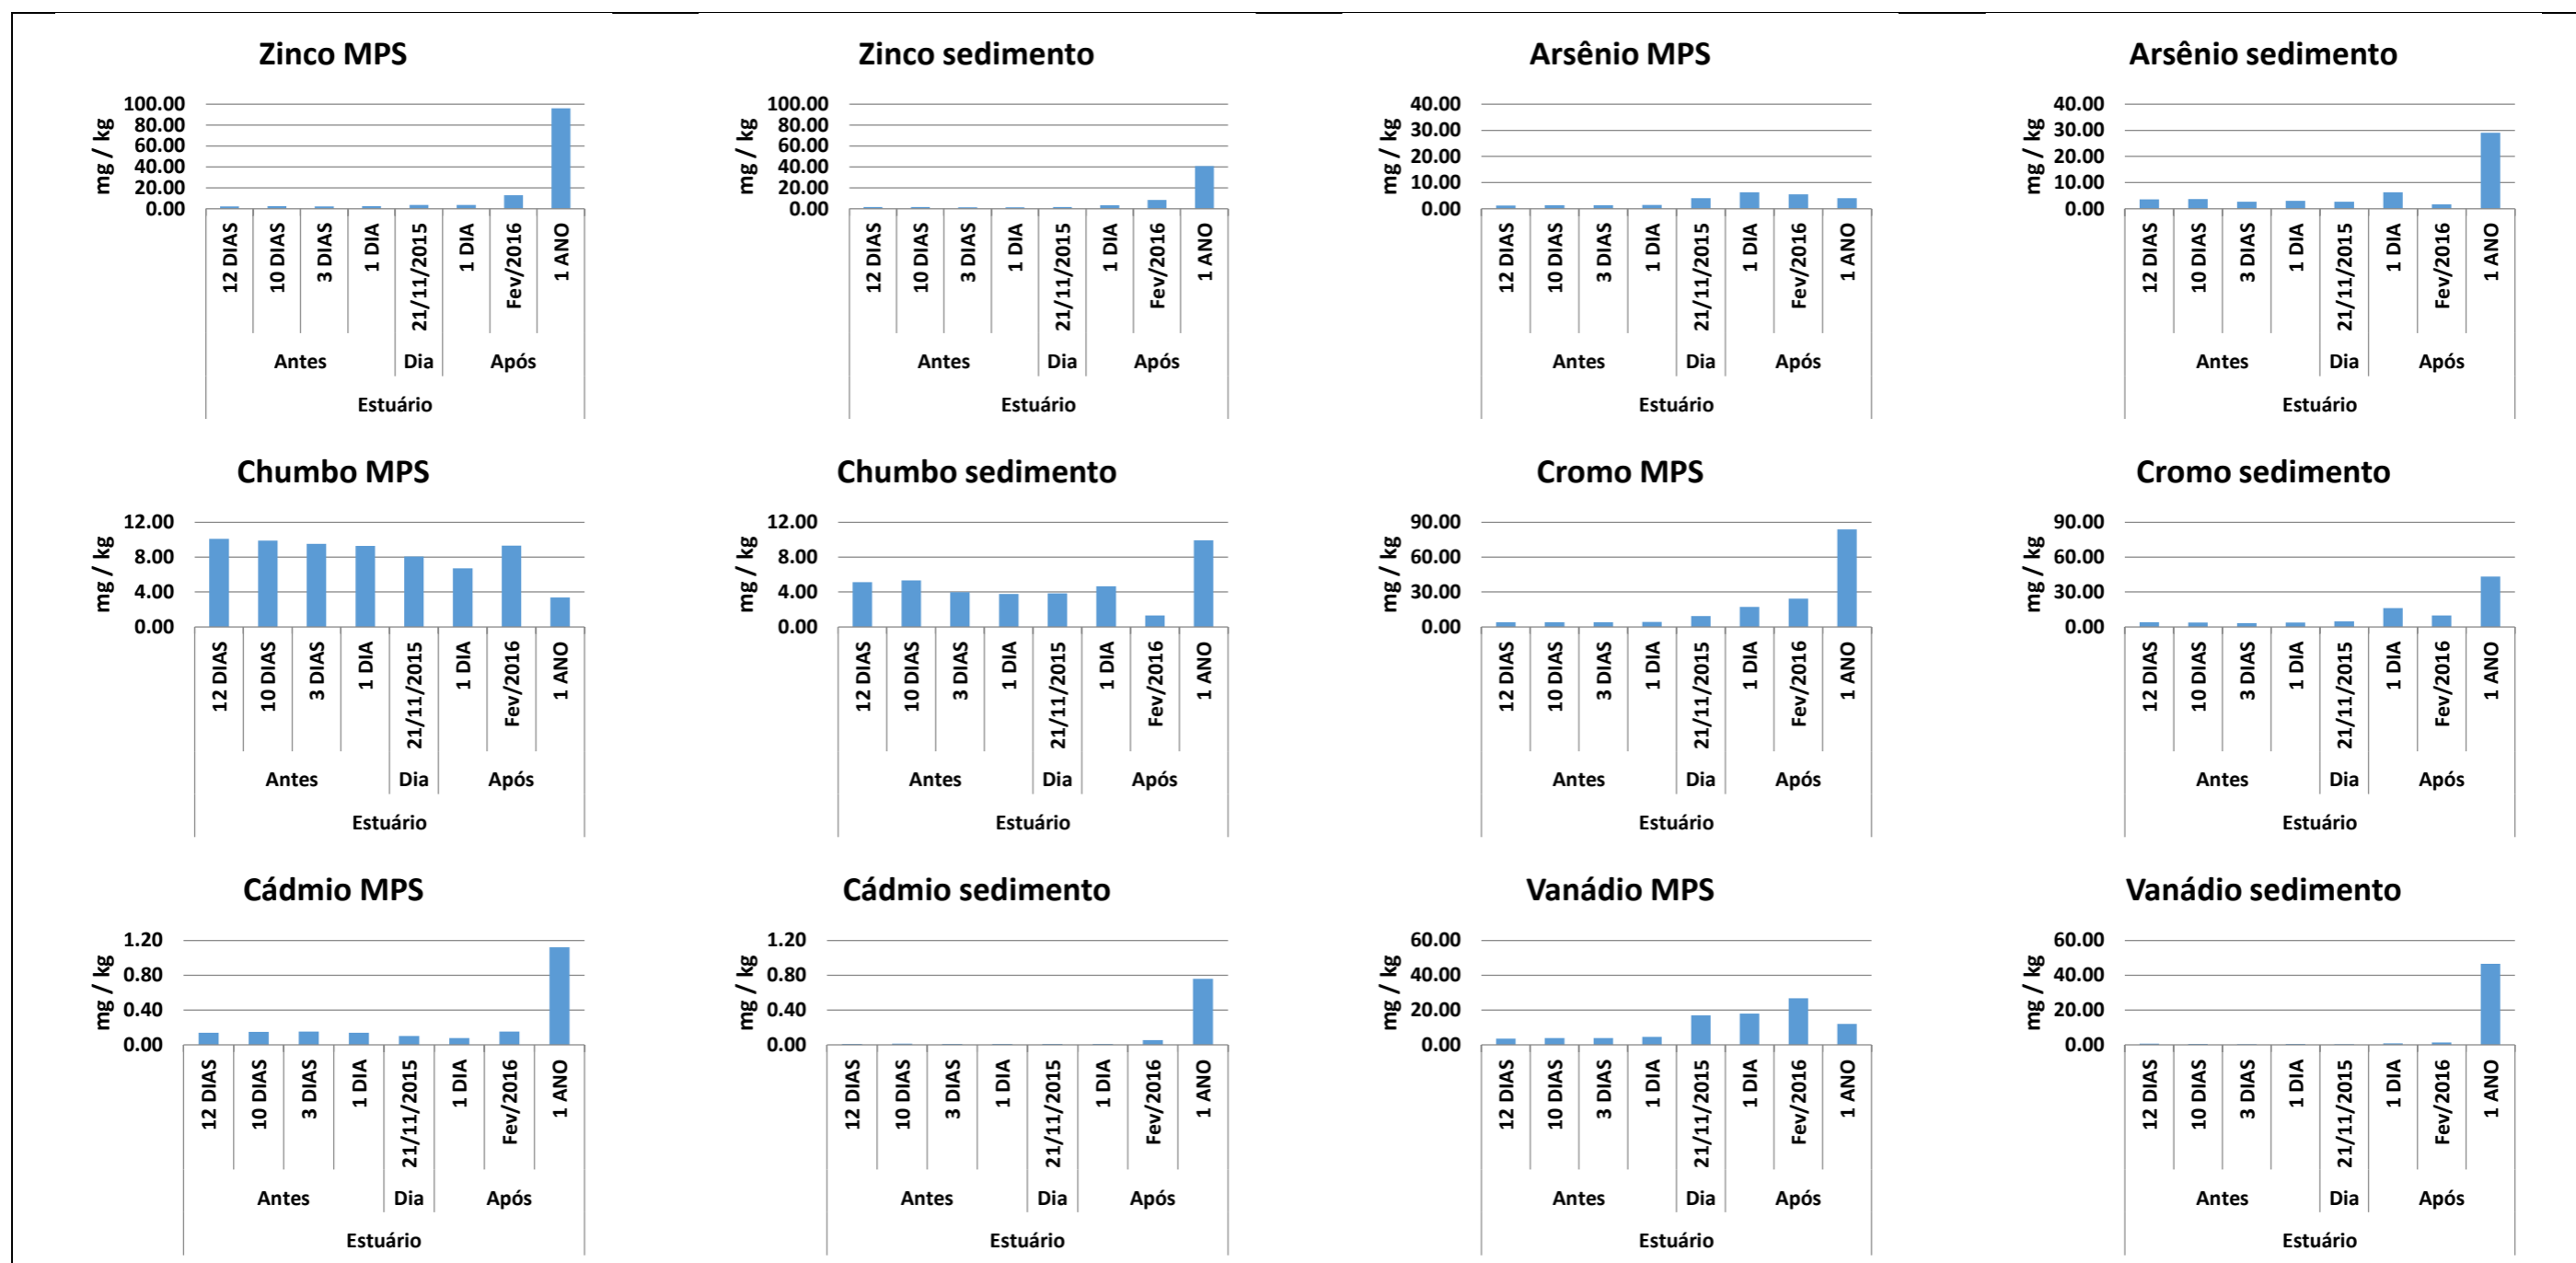 Zinco MPS
mg / kg
100.00
80.00
60.00
40.00
20.00
0.00
12 DIAS
10 DIAS
3 DIAS
1 DIA
21/11/2015
1 DIA
Fev/2016
1 ANO
Antes
Dia
Após
Estuário
Zinco sedimento
mg / kg
100.00
80.00
60.00
40.00
20.00
0.00
12 DIAS
10 DIAS
3 DIAS
1 DIA
21/11/2015
1 DIA
Fev/2016
1 ANO
Antes
Dia
Após
Estuário
Arsênio MPS
mg / kg
40.00
30.00
20.00
10.00
0.00
12 DIAS
10 DIAS
3 DIAS
1 DIA
21/11/2015
1 DIA
Fev/2016
1 ANO
Antes
Dia
Após
Estuário
Arsênio sedimento
mg / kg
40.00
30.00
20.00
10.00
0.00
12 DIAS
10 DIAS
3 DIAS
1 DIA
21/11/2015
1 DIA
Fev/2016
1 ANO
Antes
Dia
Após
Estuário
Chumbo MPS
mg / kg
12.00
8.00
4.00
0.00
12 DIAS
10 DIAS
3 DIAS
1 DIA
21/11/2015
1 DIA
Fev/2016
1 ANO
Antes
Dia
Após
Estuário
Chumbo sedimento
mg / kg
12.00
8.00
4.00
0.00
12 DIAS
10 DIAS
3 DIAS
1 DIA
21/11/2015
1 DIA
Fev/2016
1 ANO
Antes
Dia
Após
Estuário
Cromo MPS
mg / kg
90.00
60.00
30.00
0.00
12 DIAS
10 DIAS
3 DIAS
1 DIA
21/11/2015
1 DIA
Fev/2016
1 ANO
Antes
Dia
Após
Estuário
Cromo sedimento
mg / kg
90.00
60.00
30.00
0.00
12 DIAS
10 DIAS
3 DIAS
1 DIA
21/11/2015
1 DIA
Fev/2016
1 ANO
Antes
Dia
Após
Estuário
Cádmio MPS
mg / kg
1.20
0.80
0.40
0.00
12 DIAS
10 DIAS
3 DIAS
1 DIA
21/11/2015
1 DIA
Fev/2016
1 ANO
Antes
Dia
Após
Estuário
Cádmio sedimento
mg / kg
1.20
0.80
0.40
0.00
12 DIAS
10 DIAS
3 DIAS
1 DIA
21/11/2015
1 DIA
Fev/2016
1 ANO
Antes
Dia
Após
Estuário
Vanádio MPS
mg / kg
60.00
40.00
20.00
0.00
12 DIAS
10 DIAS
3 DIAS
1 DIA
21/11/2015
1 DIA
Fev/2016
1 ANO
Antes
Dia
Após
Estuário
Vanádio sedimento
mg / kg
60.00
40.00
20.00
0.00
12 DIAS
10 DIAS
3 DIAS
1 DIA
21/11/2015
1 DIA
Fev/2016
1 ANO
Antes
Dia
Após
Estuário